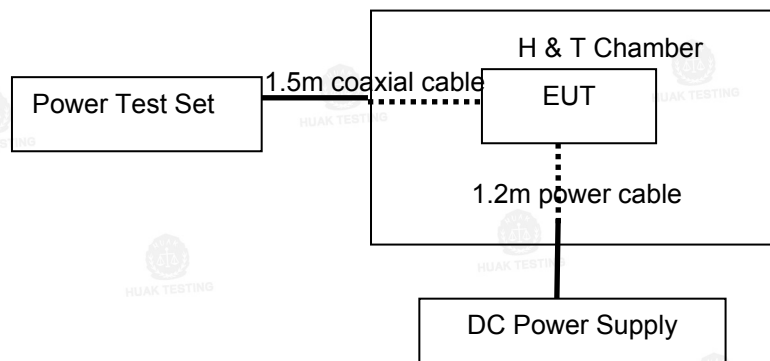 H & T Chamber
1.5m coaxial cable
Power Test Set
EUT
HUAK TESTING
HUAK TESTING
TING
1.2m power cable
HUAK TESTING
HUAK TESTING
DC Power Supply